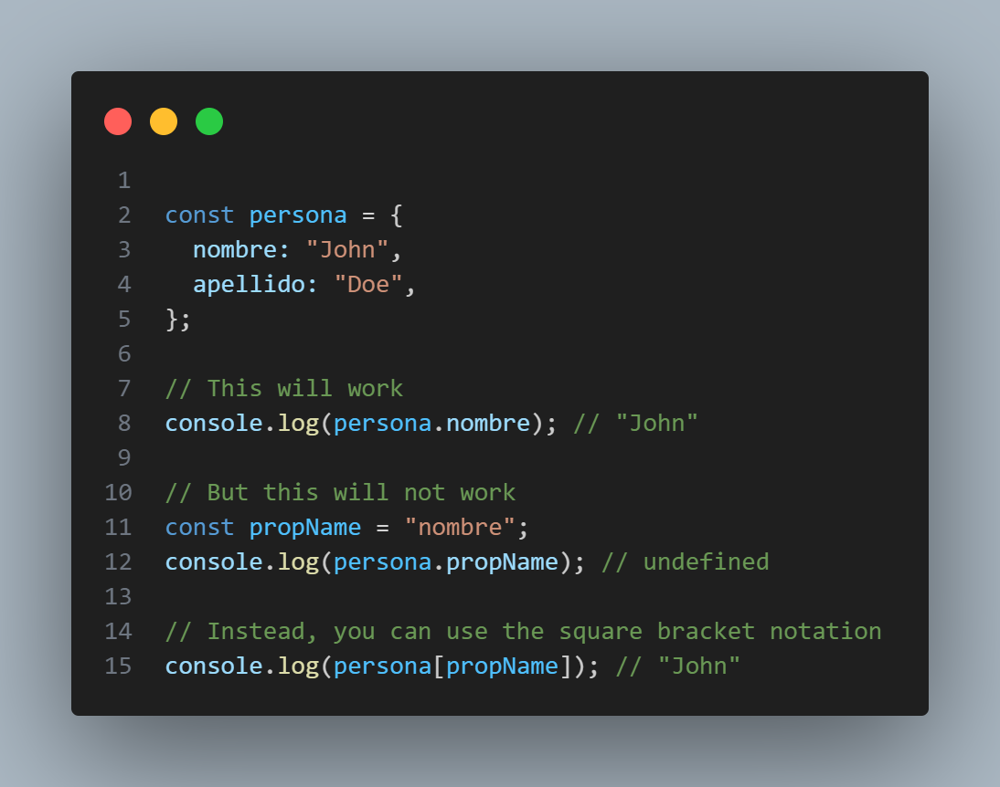 1
2 const persona = {
3   nombre: "John",
4   apellido: "Doe",
5 };
6
7 // This will work
8 console.log(persona.nombre); // "John"
9
10 // But this will not work
11 const propName = "nombre";
12 console.log(persona.propName); // undefined
13
14 // Instead, you can use the square bracket notation
15 console.log(persona[propName]); // "John"